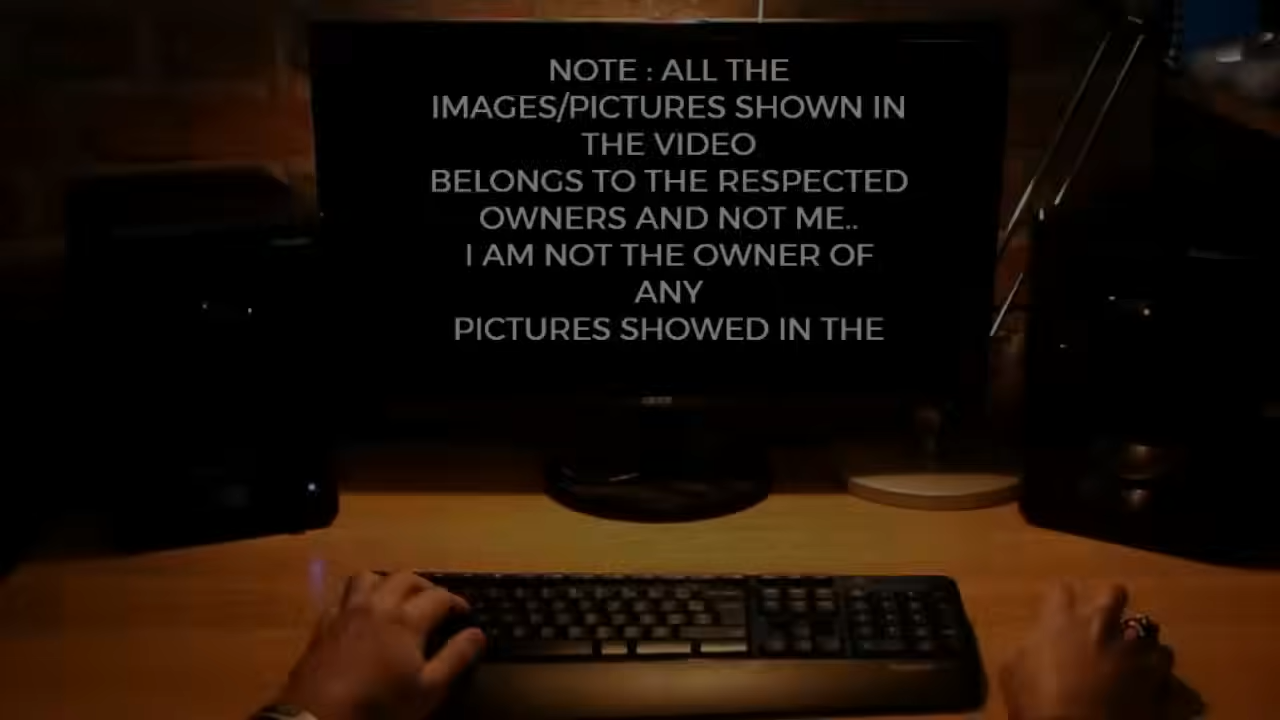 NOTE : ALL THE
IMAGES/PICTURES SHOWN IN
THE VIDEO
BELONGS TO THE RESPECTED
OWNERS AND NOT ME..
I AM NOT THE OWNER OF
ANY
PICTURES SHOWED IN THE